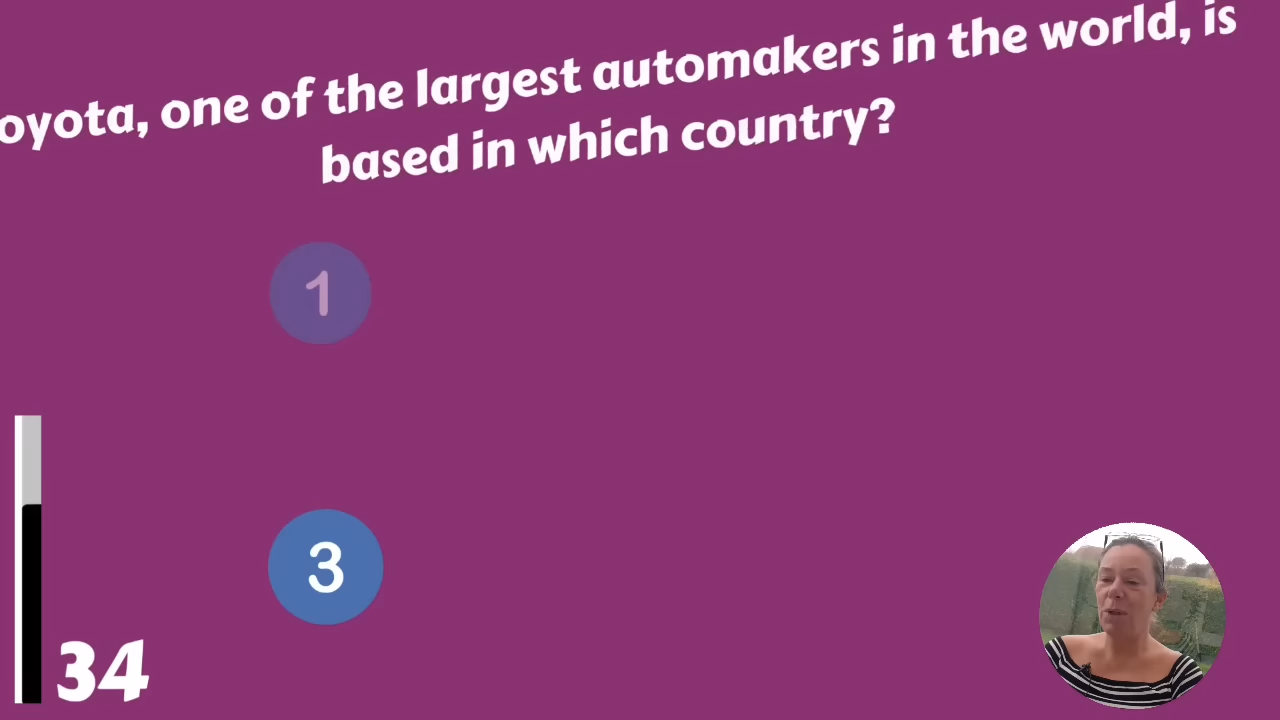 oyota, one of the largest automakers in the world, is
based in which country?
1
3
34